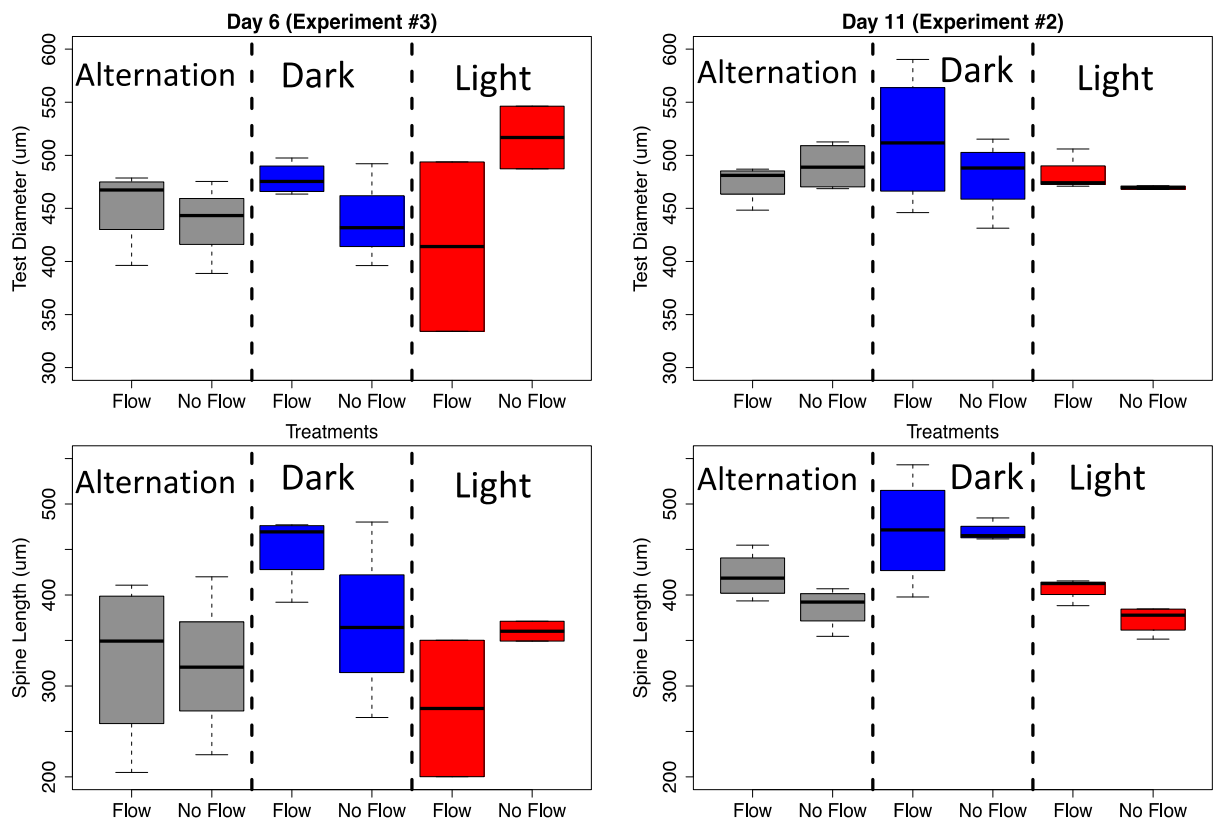 Day 6 (Experiment #3)
Test Diameter (um)
600
550
500
450
400
350
300
Alternation
Dark
Light
Flow
No Flow
Flow
No Flow
Flow
No Flow
Treatments
Day 11 (Experiment #2)
Test Diameter (um)
600
550
500
450
400
350
300
Alternation
Dark
Light
Flow
No Flow
Flow
No Flow
Flow
No Flow
Treatments
Spine Length (um)
500
400
300
200
Alternation
Dark
Light
Flow
No Flow
Flow
No Flow
Flow
No Flow
Spine Length (um)
500
400
300
200
Alternation
Dark
Light
Flow
No Flow
Flow
No Flow
Flow
No Flow